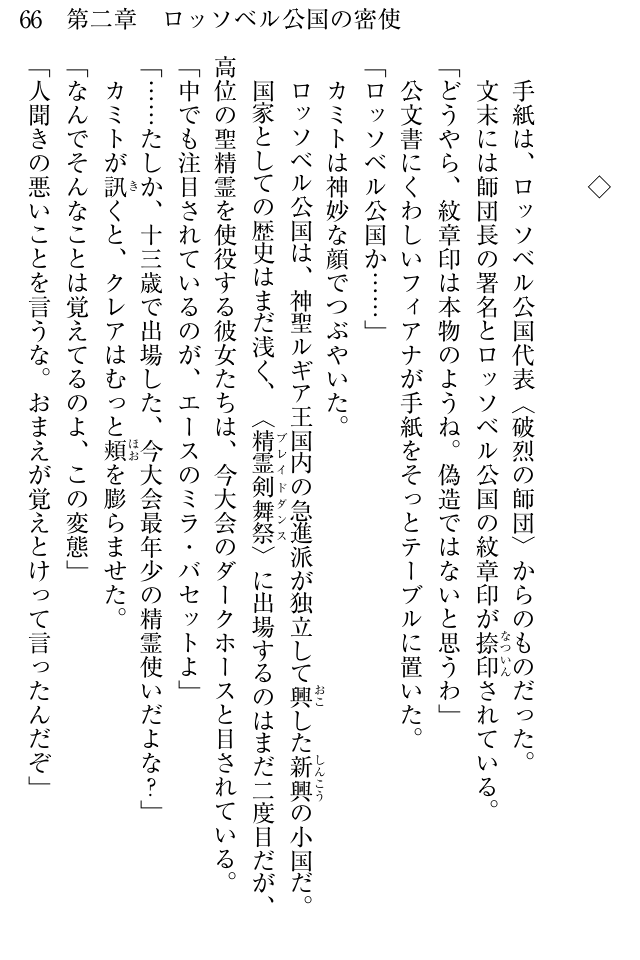 66 第二章 ロッソベル公国の密使
◇
手紙は、ロッソベル公国代表〈破烈の師団〉からのものだった。
文末には師団長の署名とロッソベル公国の紋章印が捺印されている。
「どうやら、紋章印は本物のようね。偽造ではないと思うわ」
公文書にくわしいフィアナが手紙をそっとテーブルに置いた。
「ロッソベル公国か……」
カミトは神妙な顔でつぶやいた。
ロッソベル公国は、神聖ルギア王国内の急進派が独立して興した新興の小国だ。
国家としての歴史はまだ浅く、〈精霊剣舞祭〉に出場するのはまだ二度目だが、
高位の聖精霊を使役する彼女たちは、今大会のダークホースと目されている。
「中でも注目されているのが、エースのミラ・バセットよ」
「……たしか、十三歳で出場した、今大会最年少の精霊使いだよな?」
カミトが訊くと、クレアはむっと頬を膨らませた。
「なんでそんなことは覚えてるのよ、この変態」
「人聞きの悪いことを言うな。おまえが覚えとけって言ったんだぞ」